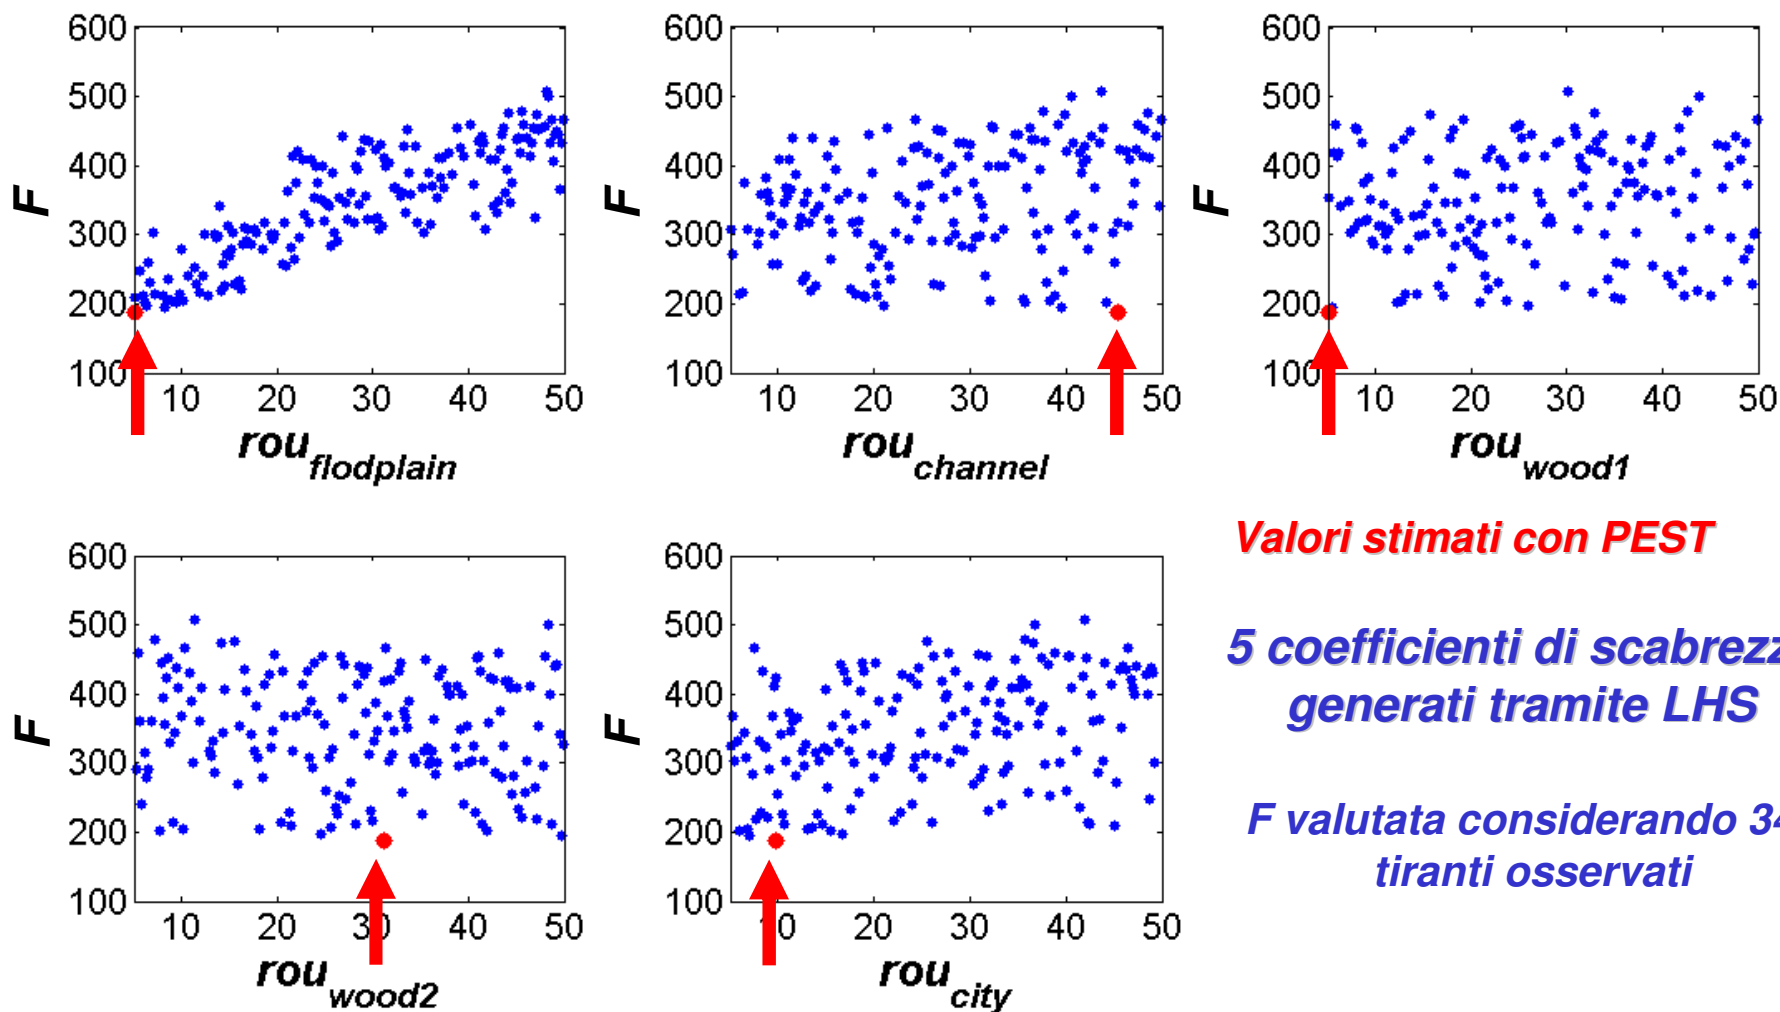 600
500
400
300
200
100
F
10 20 30 40 50
rou flodplain
600
500
400
300
200
100
F
10 20 30 40 50
rou channel
600
500
400
300
200
100
F
10 20 30 40 50
rou wood1
600
500
400
300
200
100
F
10 20 30 40 50
rou wood2
600
500
400
300
200
100
F
10 20 30 40 50
rou city
Valori stimati con PEST
5 coefficienti di scabrezz
generati tramite LHS
F valutata considerando 34
tiranti osservati